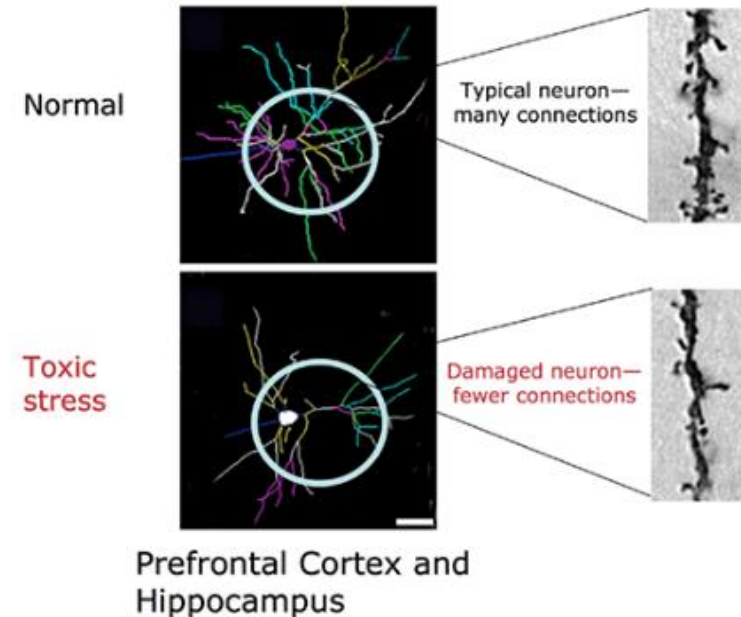 Normal
Typical neuron—
many connections
Toxic
stress
Damaged neuron—
fewer connections
Prefrontal Cortex and
Hippocampus